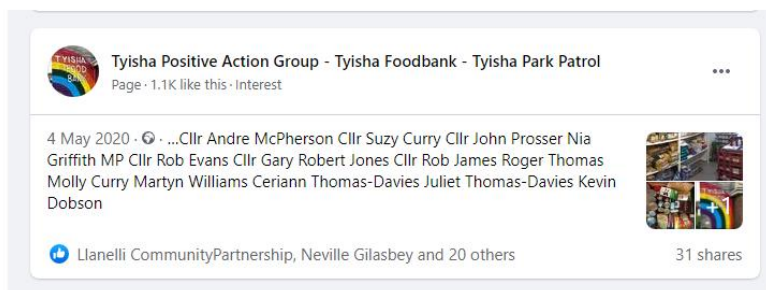 Tyisha Positive Action Group - Tyisha Foodbank - Tyisha Park Patrol
Page · 1.1K like this · Interest
4 May 2020 · ...Cllr Andre McPherson Cllr Suzy Curry Cllr John Prosser Nia
Griffith MP Cllr Rob Evans Cllr Gary Robert Jones Cllr Rob James Roger Thomas
Molly Curry Martyn Williams Ceriann Thomas-Davies Juliet Thomas-Davies Kevin
Dobson
+1
Llanelli CommunityPartnership, Neville Gilasbey and 20 others
31 shares